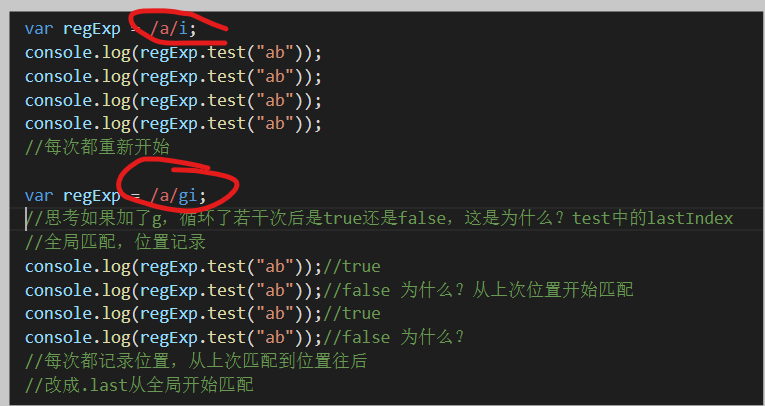 var regExp = /a/i;
console.log(regExp.test("ab"));
console.log(regExp.test("ab"));
console.log(regExp.test("ab"));
console.log(regExp.test("ab"));
//每次都重新开始
var regExp = /a/gi;
//思考如果加了g，循环了若干次后是true还是false，这是为什么？test中的lastIndex
//全局匹配，位置记录
console.log(regExp.test("ab"));//true
console.log(regExp.test("ab"));//false 为什么？从上次位置开始匹配
console.log(regExp.test("ab"));//true
console.log(regExp.test("ab"));//false 为什么？
//每次都记录位置，从上次匹配到位置往后
//改成.last从全局开始匹配